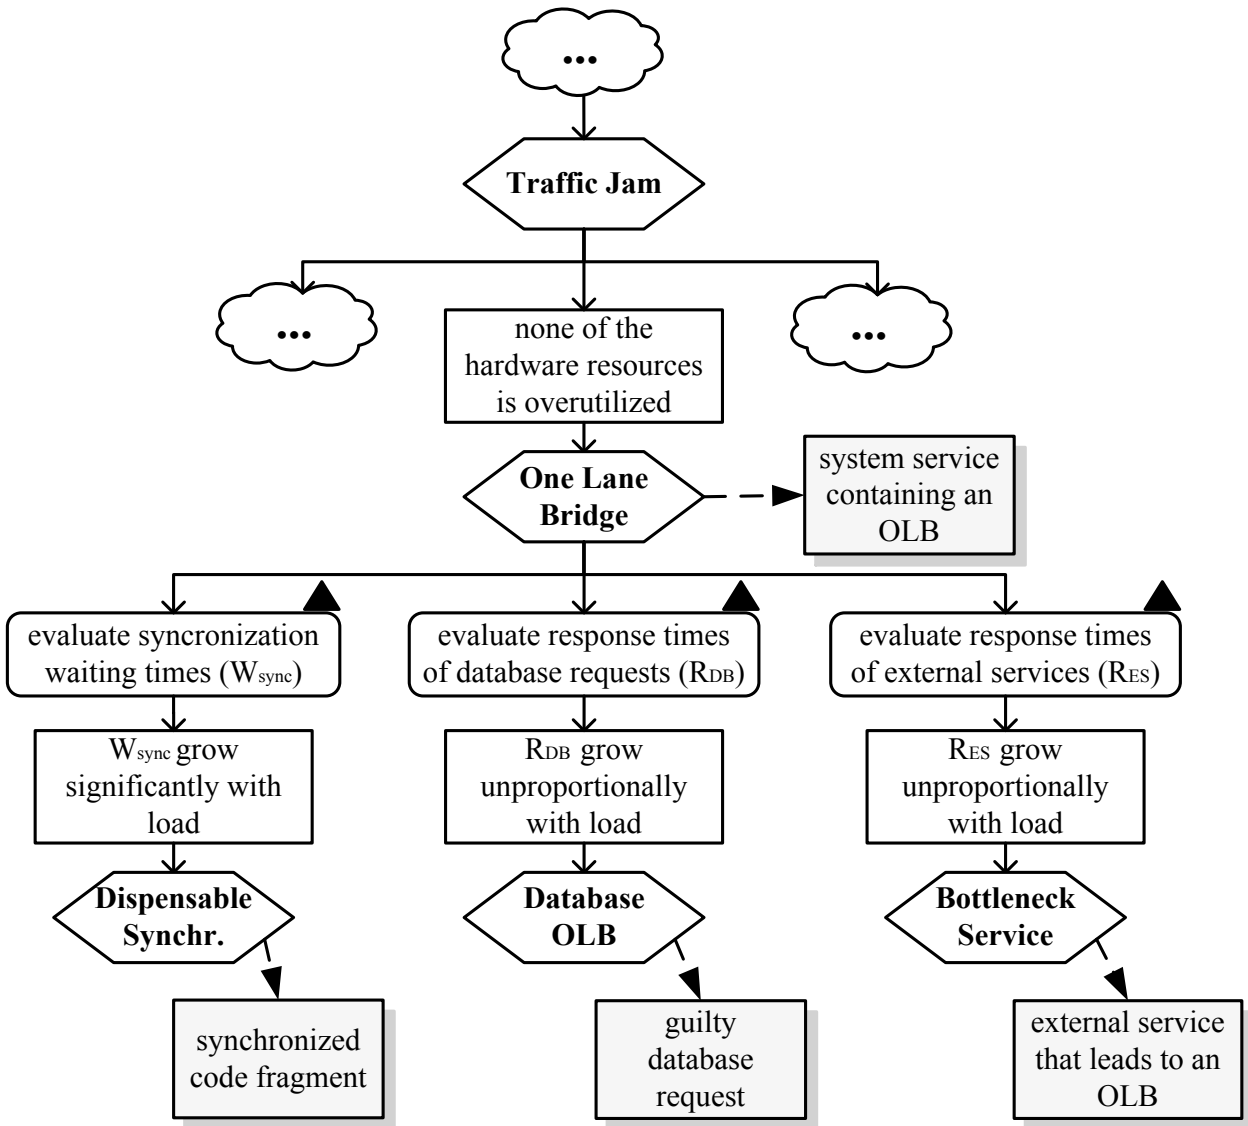 ...
Traffic Jam
...
none of the
hardware resources
is overutilized
...
One Lane
Bridge
system service
containing an
OLB
evaluate syncronization
waiting times (Wsync)
evaluate response times
of database requests (RDB)
evaluate response times
of external services (RES)
Wsync grow
significantly with
load
RDB grow
unproportionally
with load
RES grow
unproportionally
with load
Dispensable
Synchr.
Database
OLB
Bottleneck
Service
synchronized
code fragment
guilty
database
request
external service
that leads to an
OLB